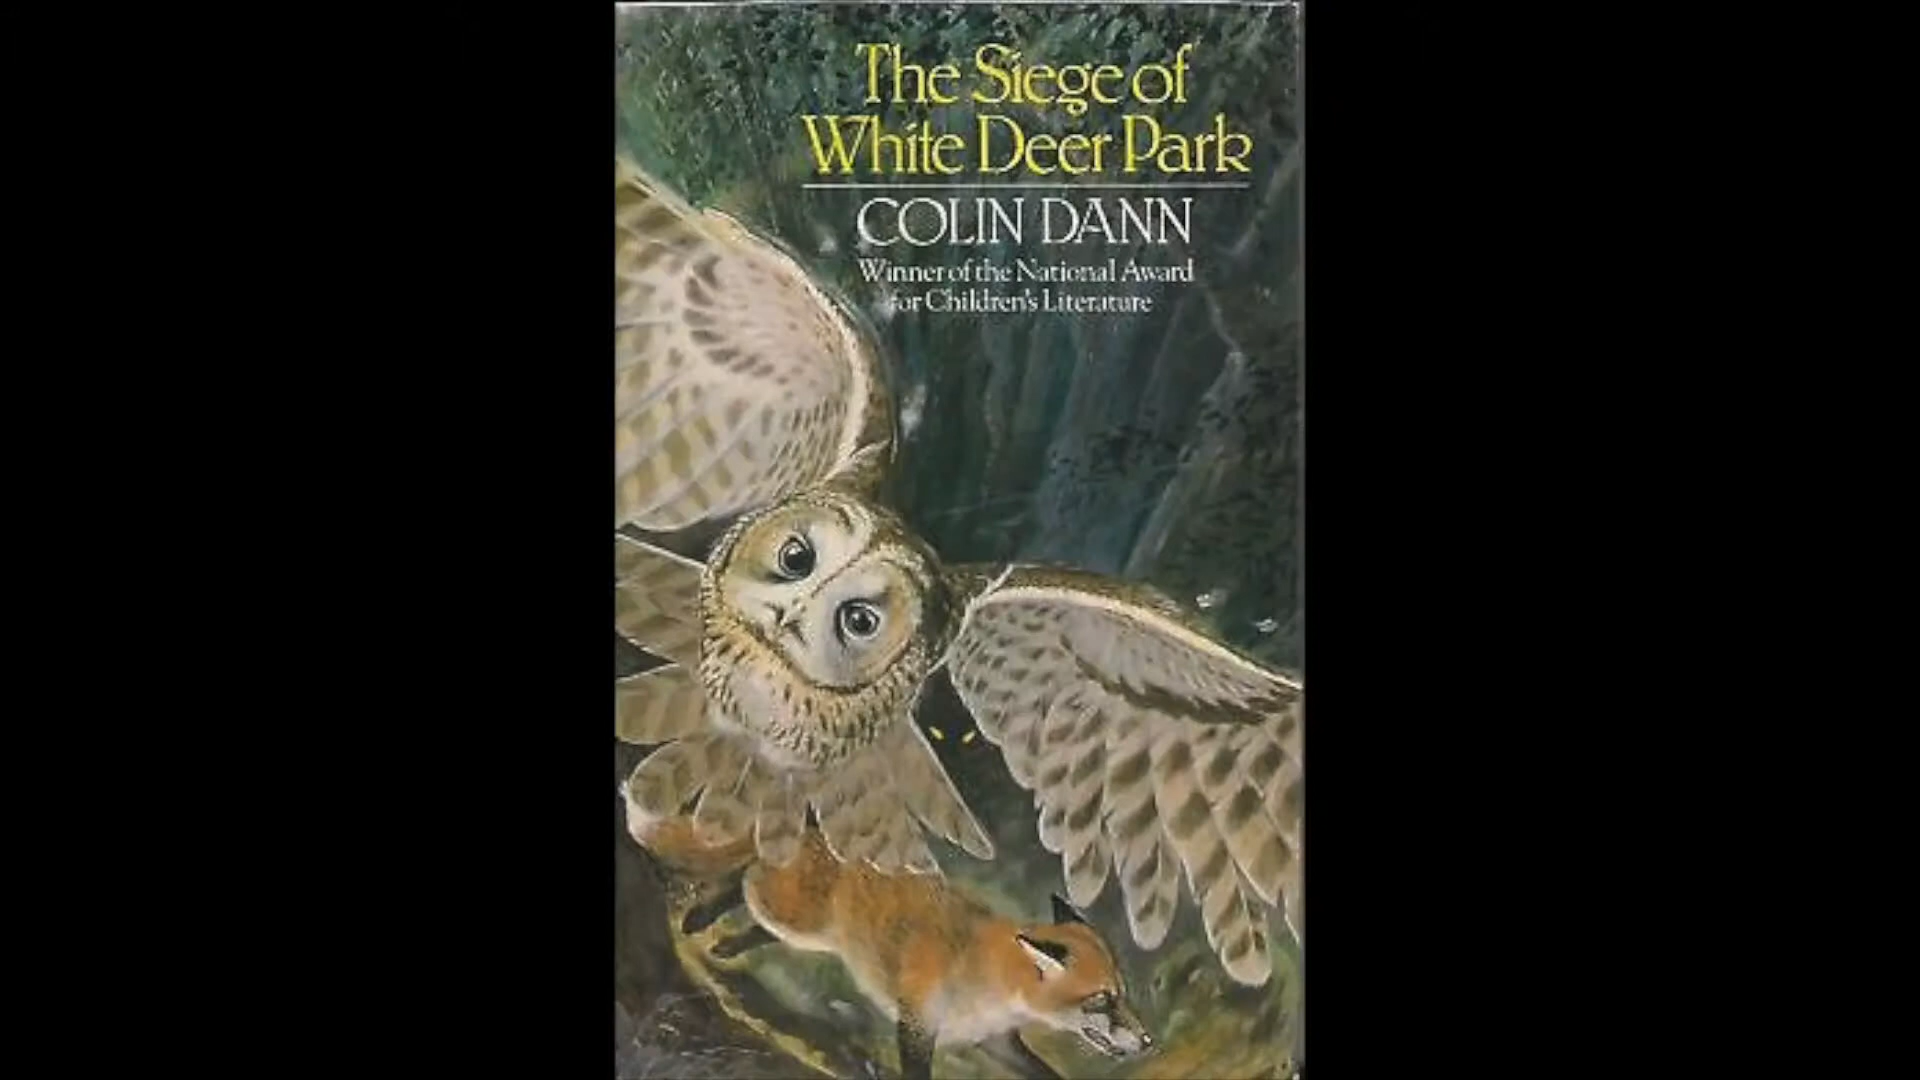 The Siege of
White Deer Park
COLIN DANN
Winner of the National Award
for Children's Literature